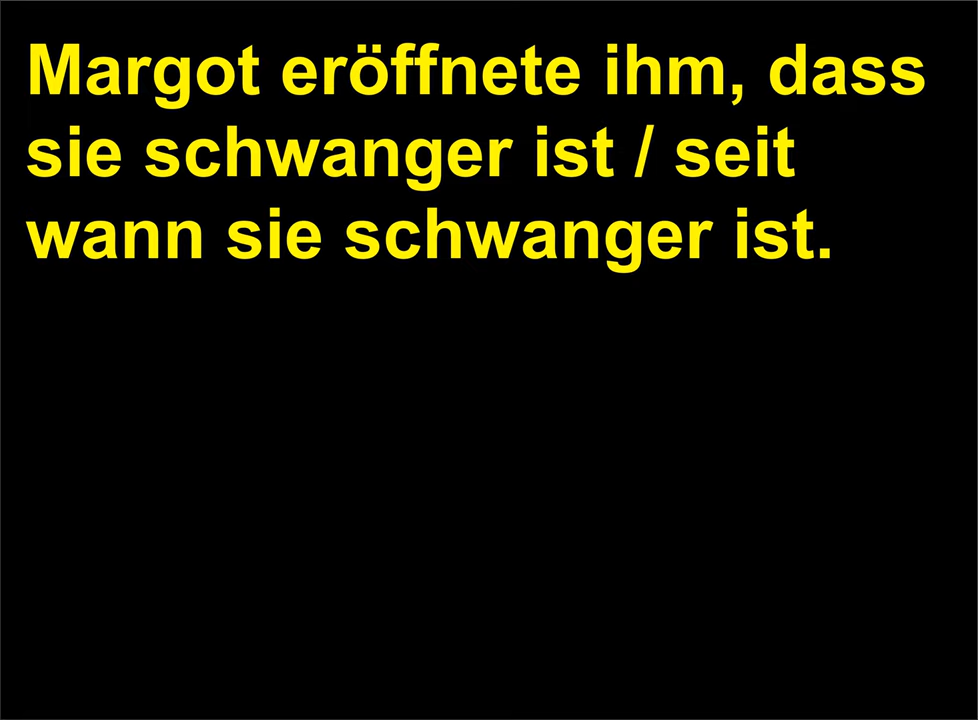 Margot eröffnete ihm, dass
sie schwanger ist / seit
wann sie schwanger ist.